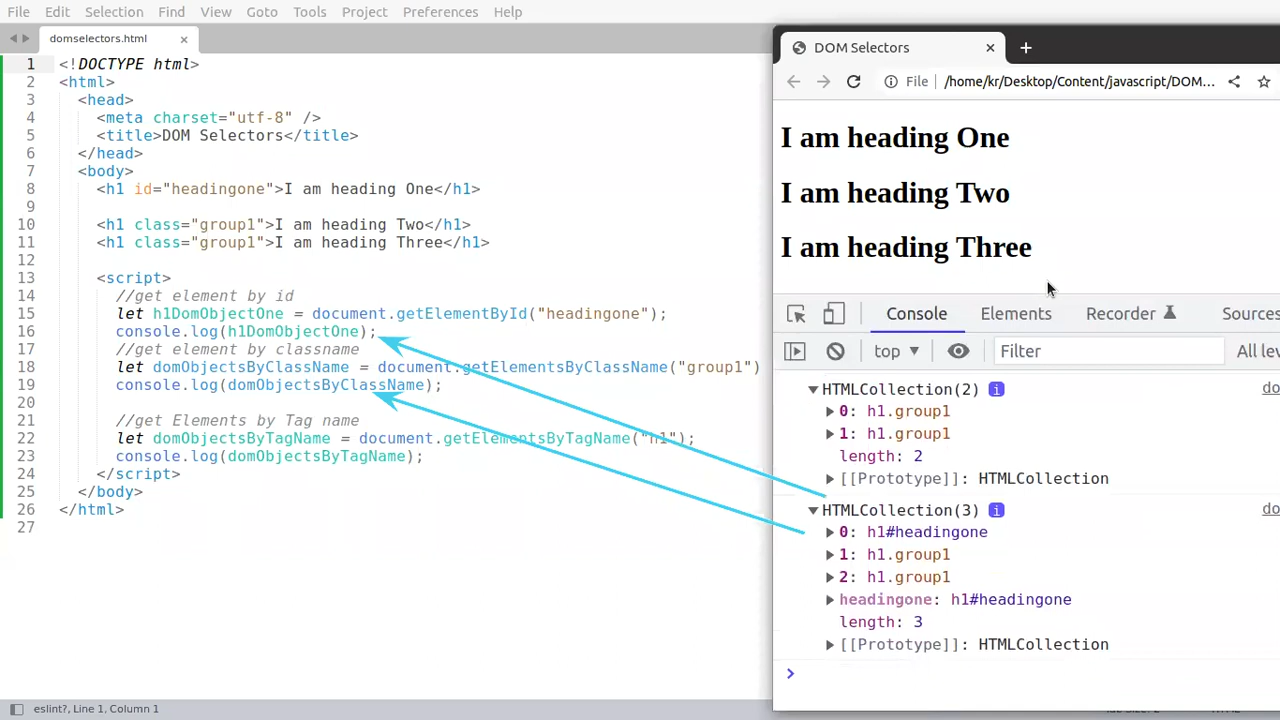 File Edit Selection Find View Goto Tools Project Preferences Help
domselectors.html ×
1 <!DOCTYPE html>
2 <html>
3 <head>
4 <meta charset="utf-8" />
5 <title>DOM Selectors</title>
6 </head>
7 <body>
8 <h1 id="headingone">I am heading One</h1>
9
10 <h1 class="group1">I am heading Two</h1>
11 <h1 class="group1">I am heading Three</h1>
12
13 <script>
14 //get element by id
15 let h1DomObjectOne = document.getElementById("headingone");
16 console.log(h1DomObjectOne);
17 //get element by classname
18 let domObjectsByClassName = document.getElementsByClassName("group1")
19 console.log(domObjectsByClassName);
20
21 //get Elements by Tag name
22 let domObjectsByTagName = document.getElementsByTagName("h1");
23 console.log(domObjectsByTagName);
24 </script>
25 </body>
26 </html>
27
eslint?, Line 1, Column 1
DOM Selectors × +
File | /home/kr/Desktop/Content/javascript/DOM...
I am heading One
I am heading Two
I am heading Three
Console Elements Recorder Sources
top ▼ Filter All lev
▼HTMLCollection(2) i do
▶0: h1.group1
▶1: h1.group1
length: 2
▶[[Prototype]]: HTMLCollection
▼HTMLCollection(3) i do
▶0: h1#headingone
▶1: h1.group1
▶2: h1.group1
▶headingone: h1#headingone
length: 3
▶[[Prototype]]: HTMLCollection
>